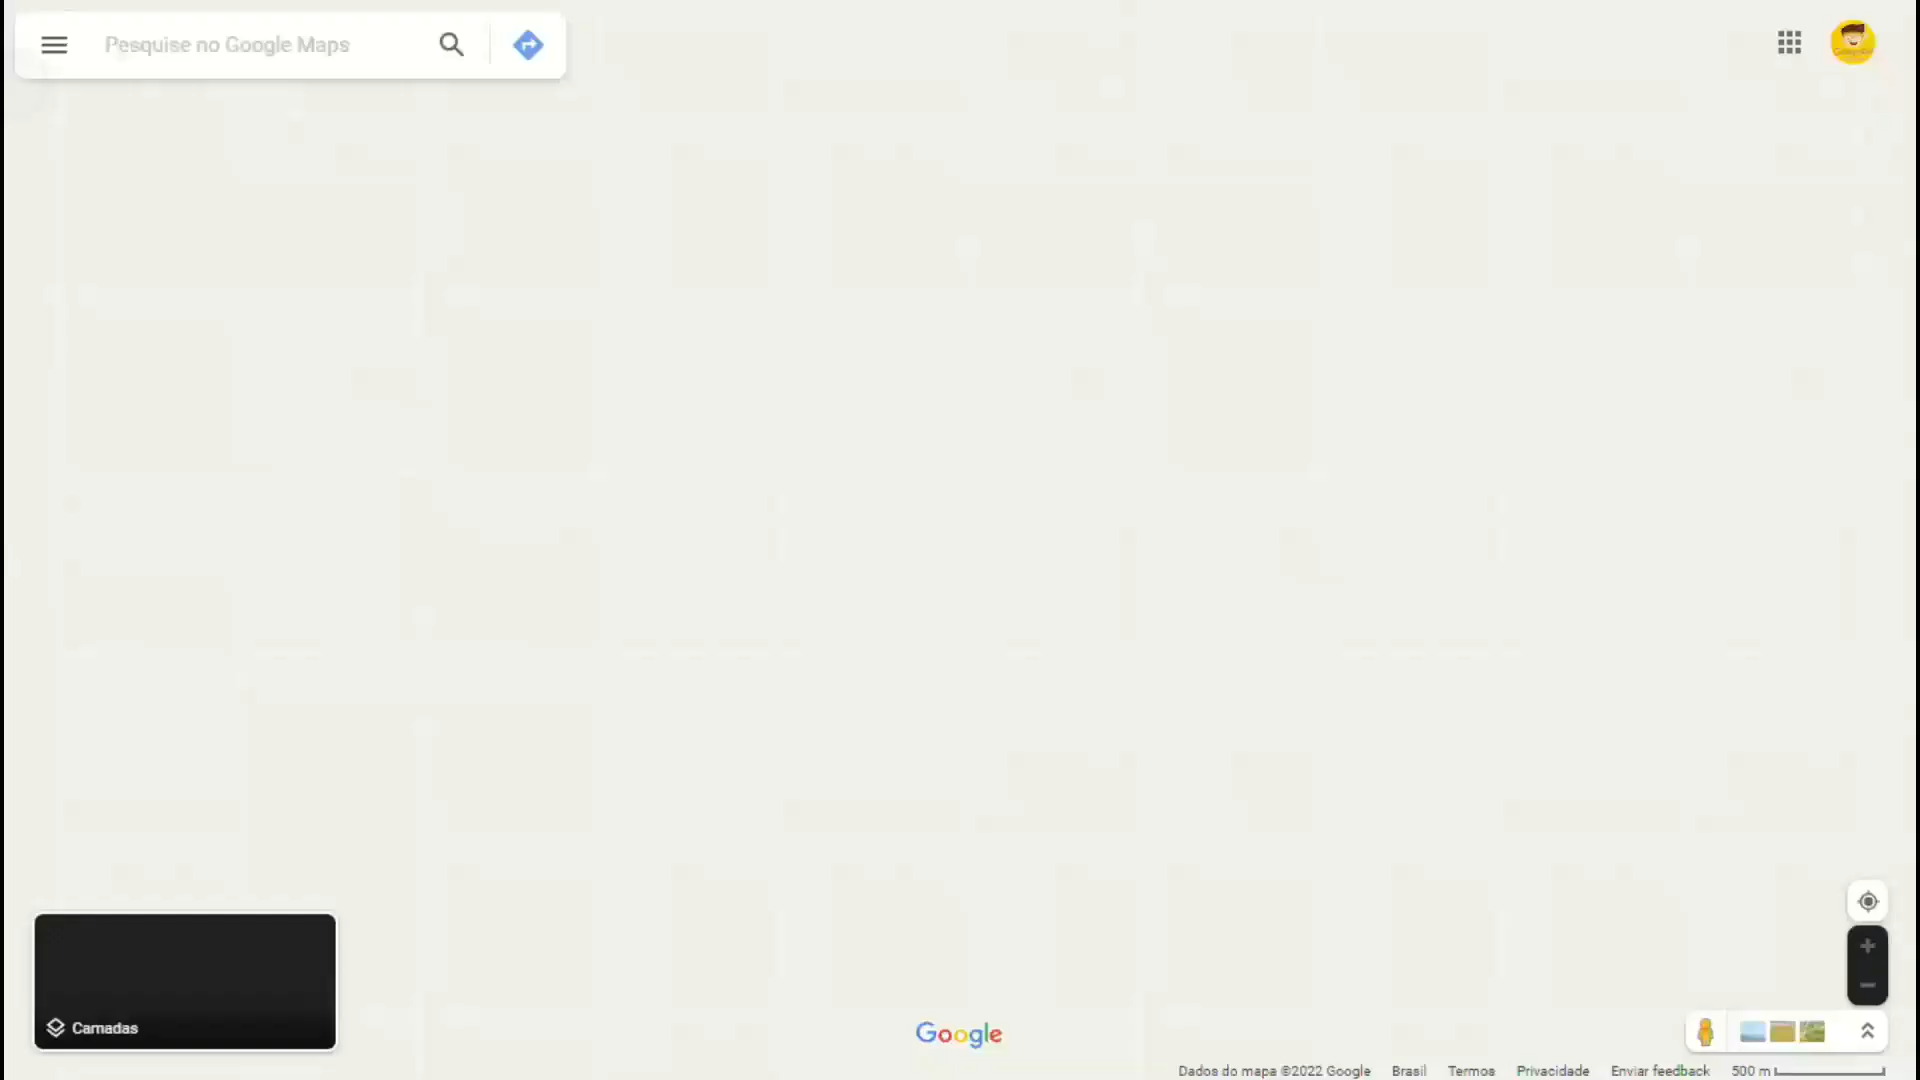 Pesquise no Google Maps
Camadas
Google
Dados do mapa ©2022 Google Brasil Termos Privacidade Enviar feedback 500 m